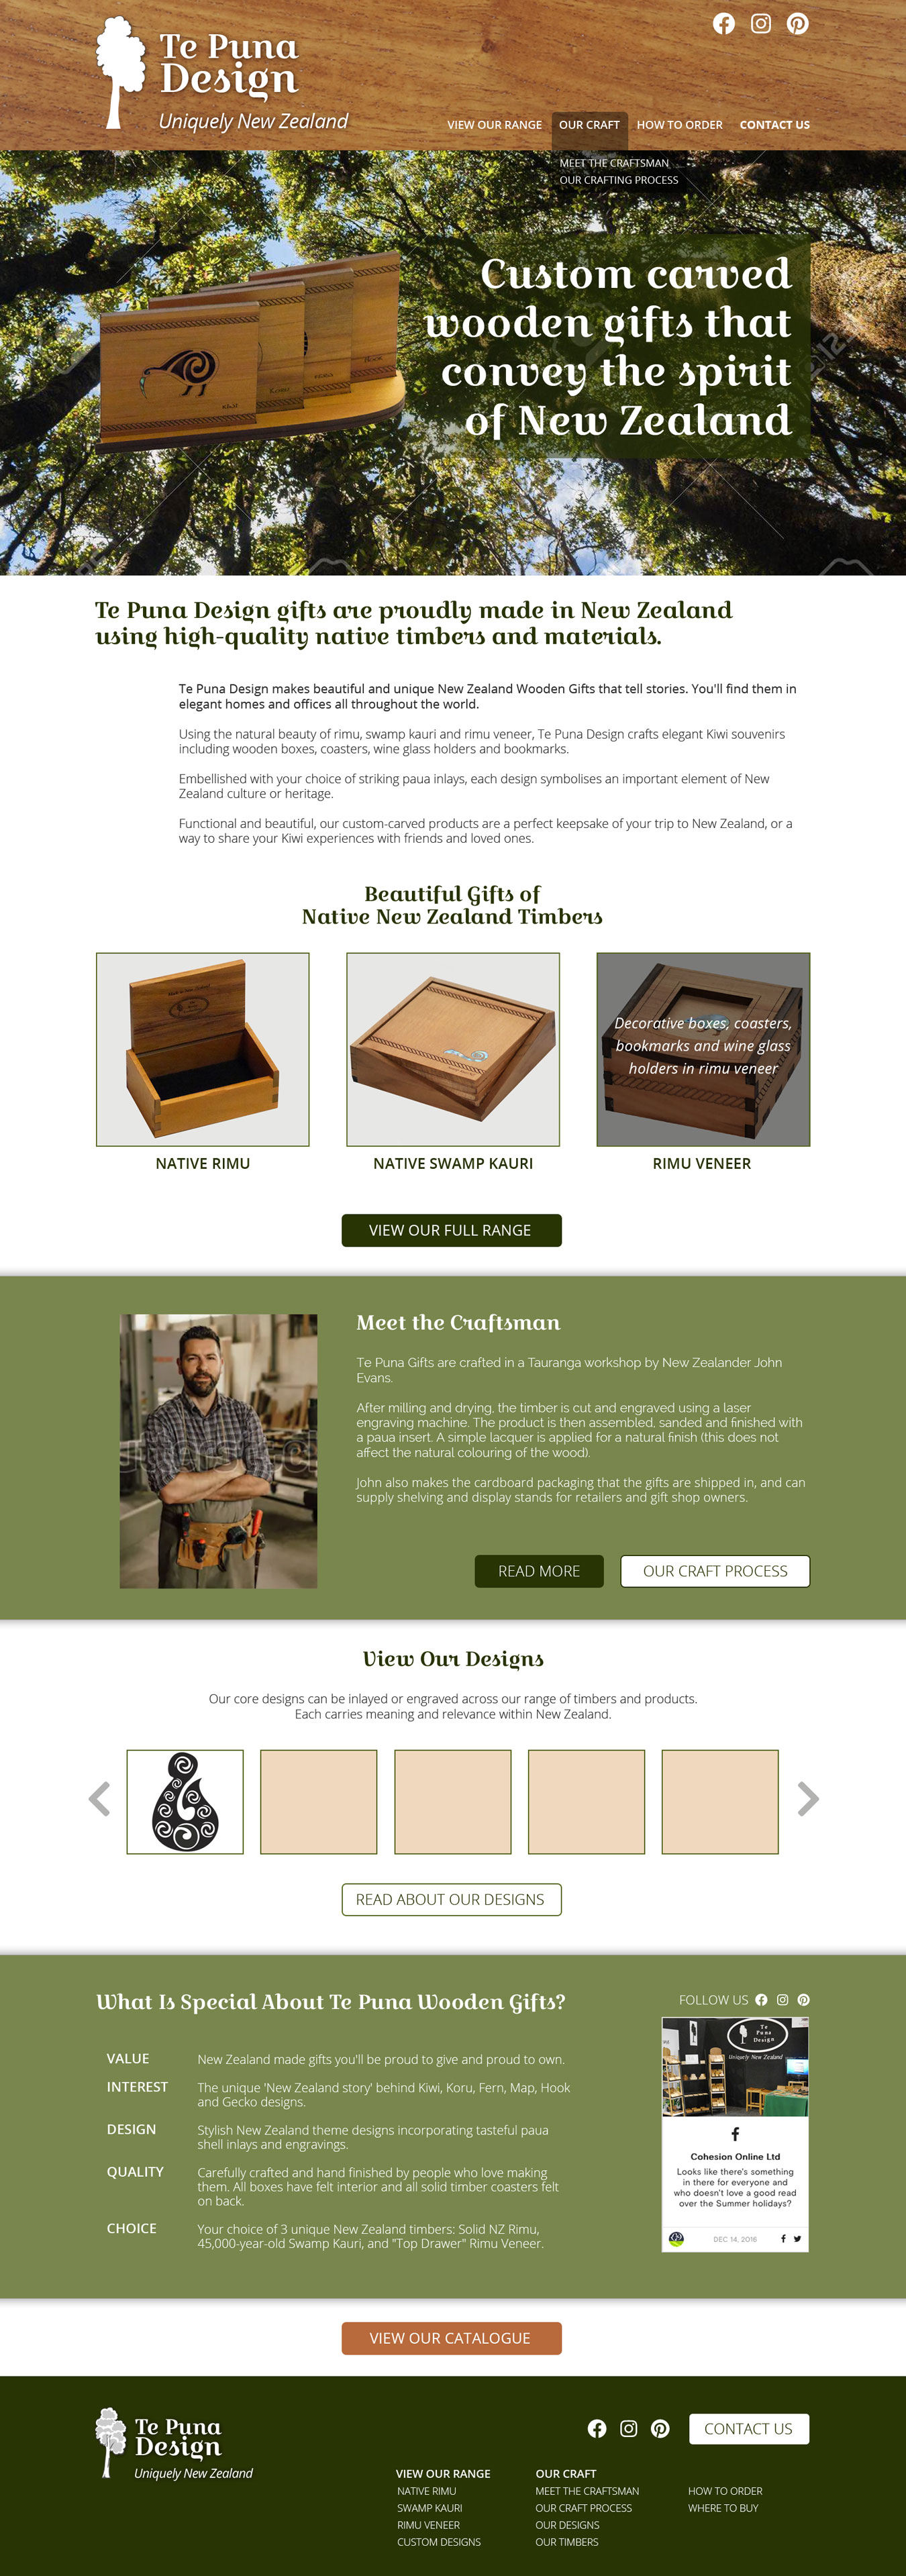 Te Puna
Design
Uniquely New Zealand
VIEW OUR RANGE
OUR CRAFT
HOW TO ORDER
CONTACT US
MEET THE CRAFTSMAN
OUR CRAFTING PROCESS
Custom carved
wooden gifts that
convey the spirit
of New Zealand
Te Puna Design gifts are proudly made in New Zealand
using high-quality native timbers and materials.
Te Puna Design makes beautiful and unique New Zealand Wooden Gifts that tell stories. You'll find them in
elegant homes and offices all throughout the world.
Using the natural beauty of rimu, swamp kauri and rimu veneer, Te Puna Design crafts elegant Kiwi souvenirs
including wooden boxes, coasters, wine glass holders and bookmarks.
Embellished with your choice of striking paua inlays, each design symbolises an important element of New
Zealand culture or heritage.
Functional and beautiful, our custom-carved products are a perfect keepsake of your trip to New Zealand, or a
way to share your Kiwi experiences with friends and loved ones.
Beautiful Gifts of
Native New Zealand Timbers
Decorative boxes, coasters,
bookmarks and wine glass
holders in rimu veneer
NATIVE RIMU
NATIVE SWAMP KAURI
RIMU VENEER
VIEW OUR FULL RANGE
Meet the Craftsman
Te Puna Gifts are crafted in a Tauranga workshop by New Zealander John
Evans.
After milling and drying, the timber is cut and engraved using a laser
engraving machine. The product is then assembled, sanded and finished with
a paua insert. A simple lacquer is applied for a natural finish (this does not
affect the natural colouring of the wood).
John also makes the cardboard packaging that the gifts are shipped in, and can
supply shelving and display stands for retailers and gift shop owners.
READ MORE
OUR CRAFT PROCESS
View Our Designs
Our core designs can be inlayed or engraved across our range of timbers and products.
Each carries meaning and relevance within New Zealand.
READ ABOUT OUR DESIGNS
What Is Special About Te Puna Wooden Gifts?
VALUE
New Zealand made gifts you'll be proud to give and proud to own.
INTEREST
The unique 'New Zealand story' behind Kiwi, Koru, Fern, Map, Hook
and Gecko designs.
DESIGN
Stylish New Zealand theme designs incorporating tasteful paua
shell inlays and engravings.
QUALITY
Carefully crafted and hand finished by people who love making
them. All boxes have felt interior and all solid timber coasters felt
on back.
CHOICE
Your choice of 3 unique New Zealand timbers: Solid NZ Rimu,
45,000-year-old Swamp Kauri, and "Top Drawer" Rimu Veneer.
FOLLOW US
Te
Puna
Design
Uniquely New Zealand
Cohesion Online Ltd
Looks like there's something
in there for everyone and
who doesn't love a good read
over the Summer holidays?
DEC 14, 2016
VIEW OUR CATALOGUE
Te Puna
Design
Uniquely New Zealand
CONTACT US
VIEW OUR RANGE
NATIVE RIMU
SWAMP KAURI
RIMU VENEER
CUSTOM DESIGNS
OUR CRAFT
MEET THE CRAFTSMAN
OUR CRAFT PROCESS
OUR DESIGNS
OUR TIMBERS
HOW TO ORDER
WHERE TO BUY